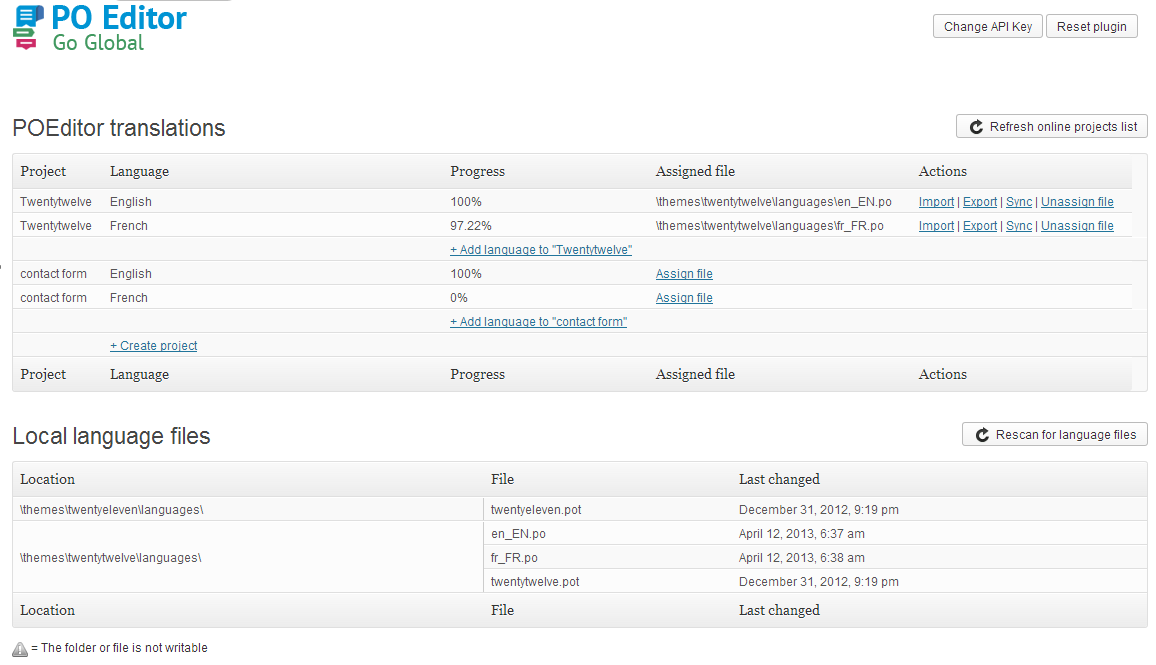 PO Editor
Go Global
Change API Key Reset plugin
POEditor translations
Refresh online projects list
Project Language Progress Assigned file Actions
Twentytwelve English 100% \themes\twentytwelve\languages\en_EN.po Import | Export | Sync | Unassign file
Twentytwelve French 97.22% \themes\twentytwelve\languages\fr_FR.po Import | Export | Sync | Unassign file
+ Add language to "Twentytwelve"
contact form English 100% Assign file
contact form French 0% Assign file
+ Add language to "contact form"
+ Create project
Project Language Progress Assigned file Actions
Local language files
Rescan for language files
Location File Last changed
\themes\twentyeleven\languages\ twentyeleven.pot December 31, 2012, 9:19 pm
en_EN.po April 12, 2013, 6:37 am
\themes\twentytwelve\languages\ fr_FR.po April 12, 2013, 6:38 am
twentytwelve.pot December 31, 2012, 9:19 pm
Location File Last changed
= The folder or file is not writable